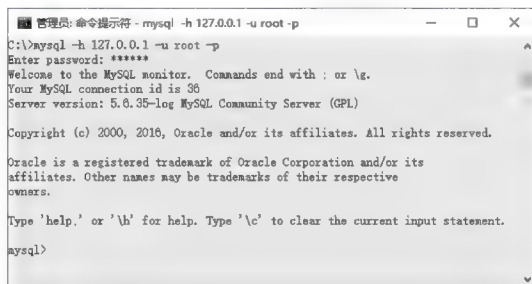 管理员: 命令提示符 - mysql -h 127.0.0.1 -u root -p
C:\>mysql -h 127.0.0.1 -u root -p
Enter password: ******
Welcome to the MySQL monitor. Commands end with ; or \g.
Your MySQL connection id is 36
Server version: 5.6.35-log MySQL Community Server (GPL)
Copyright (c) 2000, 2016, Oracle and/or its affiliates. All rights reserved.
Oracle is a registered trademark of Oracle Corporation and/or its
affiliates. Other names may be trademarks of their respective
owners.
Type 'help;' or '\h' for help. Type '\c' to clear the current input statement.
mysql>